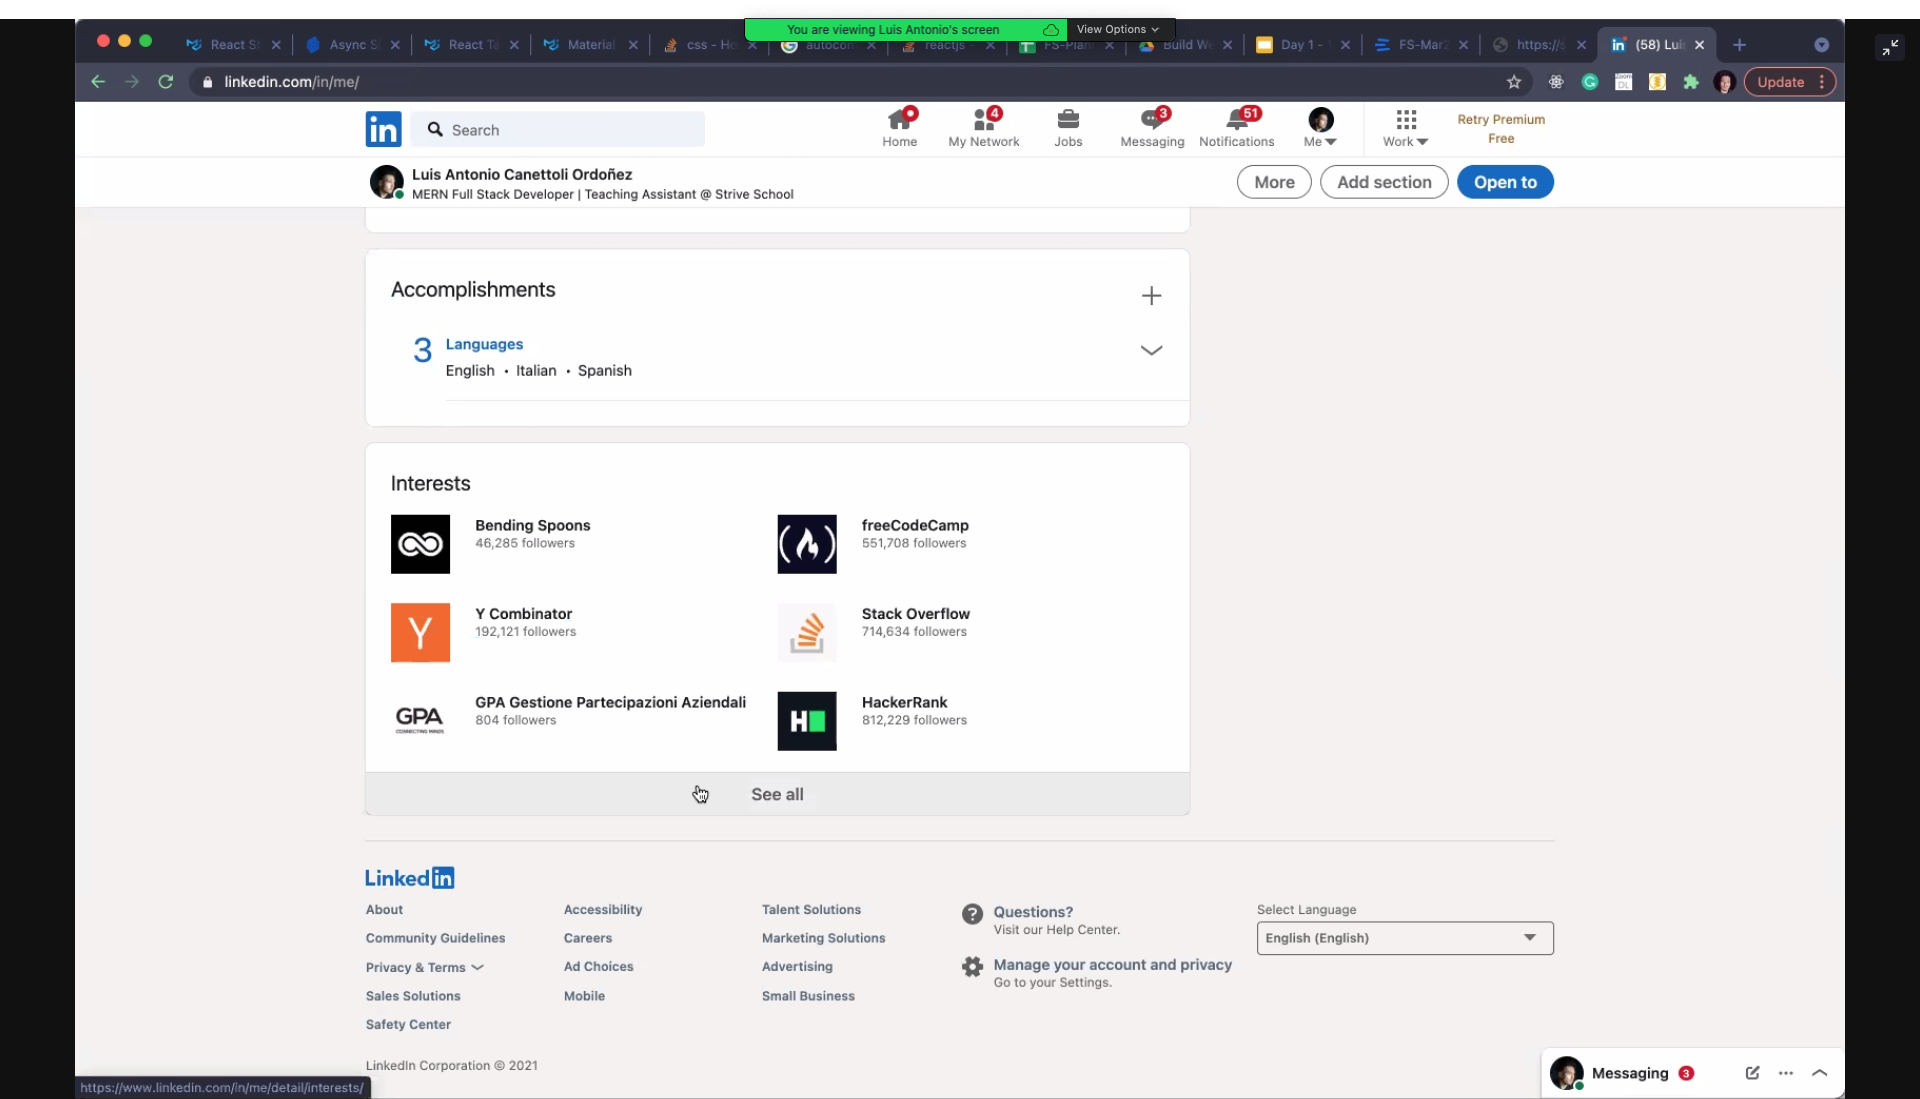 You are viewing Luis Antonio's screen
View Options
React S
Async S
React Ta
Material
css - Ho
autocom
reactjs -
FS-Plann
Build We
Day 1 -
FS-Mar2
https://s
(58) Luis
linkedin.com/in/me/
Update
in
Search
Home
4
My Network
Jobs
3
Messaging
51
Notifications
Me
Work
Retry Premium
Free
Luis Antonio Canettoli Ordoñez
MERN Full Stack Developer | Teaching Assistant @ Strive School
More
Add section
Open to
Accomplishments
3
Languages
English • Italian • Spanish
Interests
Bending Spoons
46,285 followers
freeCodeCamp
551,708 followers
Y
Y Combinator
192,121 followers
Stack Overflow
714,634 followers
GPA
CONNECTING MINDS
GPA Gestione Partecipazioni Aziendali
804 followers
H
HackerRank
812,229 followers
See all
Linkedin
About
Accessibility
Talent Solutions
Community Guidelines
Careers
Marketing Solutions
Privacy & Terms
Ad Choices
Advertising
Sales Solutions
Mobile
Small Business
Safety Center
Questions?
Visit our Help Center.
Manage your account and privacy
Go to your Settings.
Select Language
English (English)
LinkedIn Corporation © 2021
https://www.linkedin.com/in/me/detail/interests/
Messaging 3